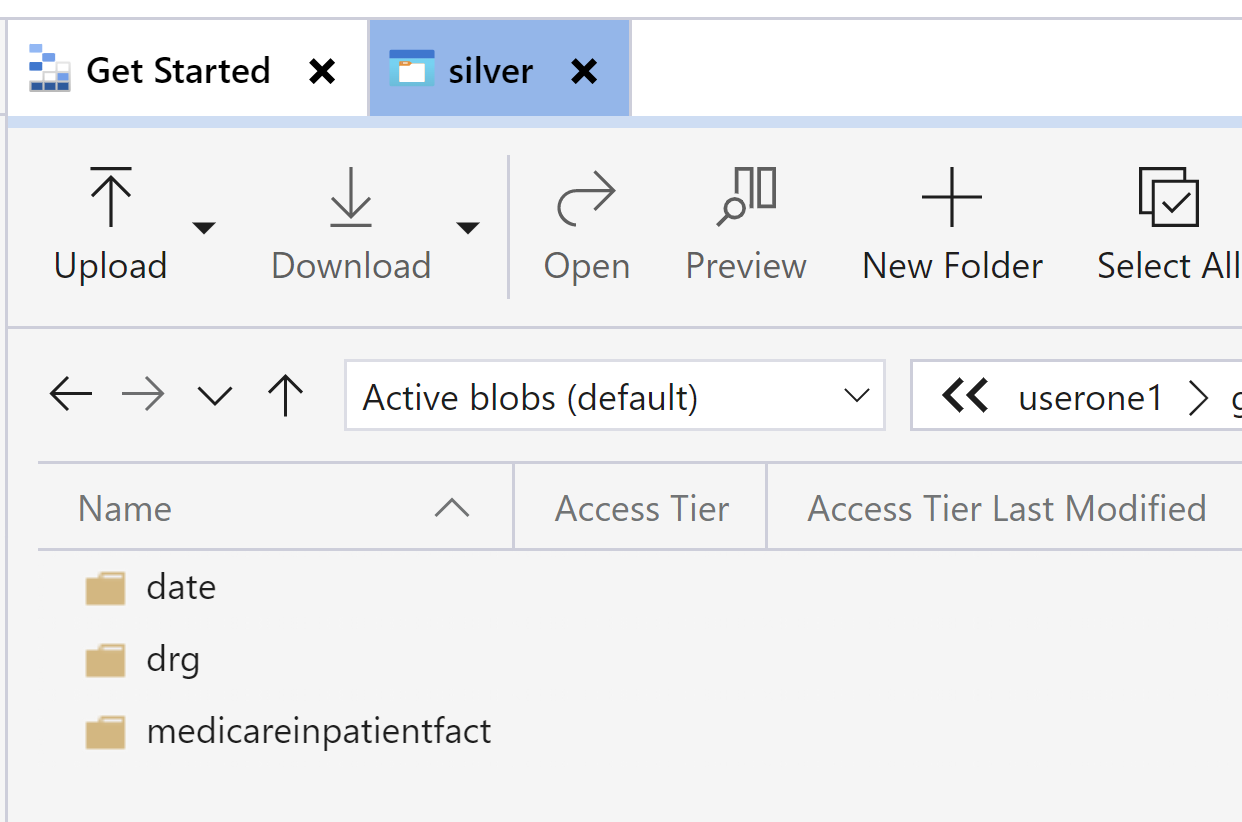 Get Started silver
Upload Download Open Preview New Folder Select All
Active blobs (default) userone1
Name Access Tier Access Tier Last Modified
date
drg
medicareinpatientfact